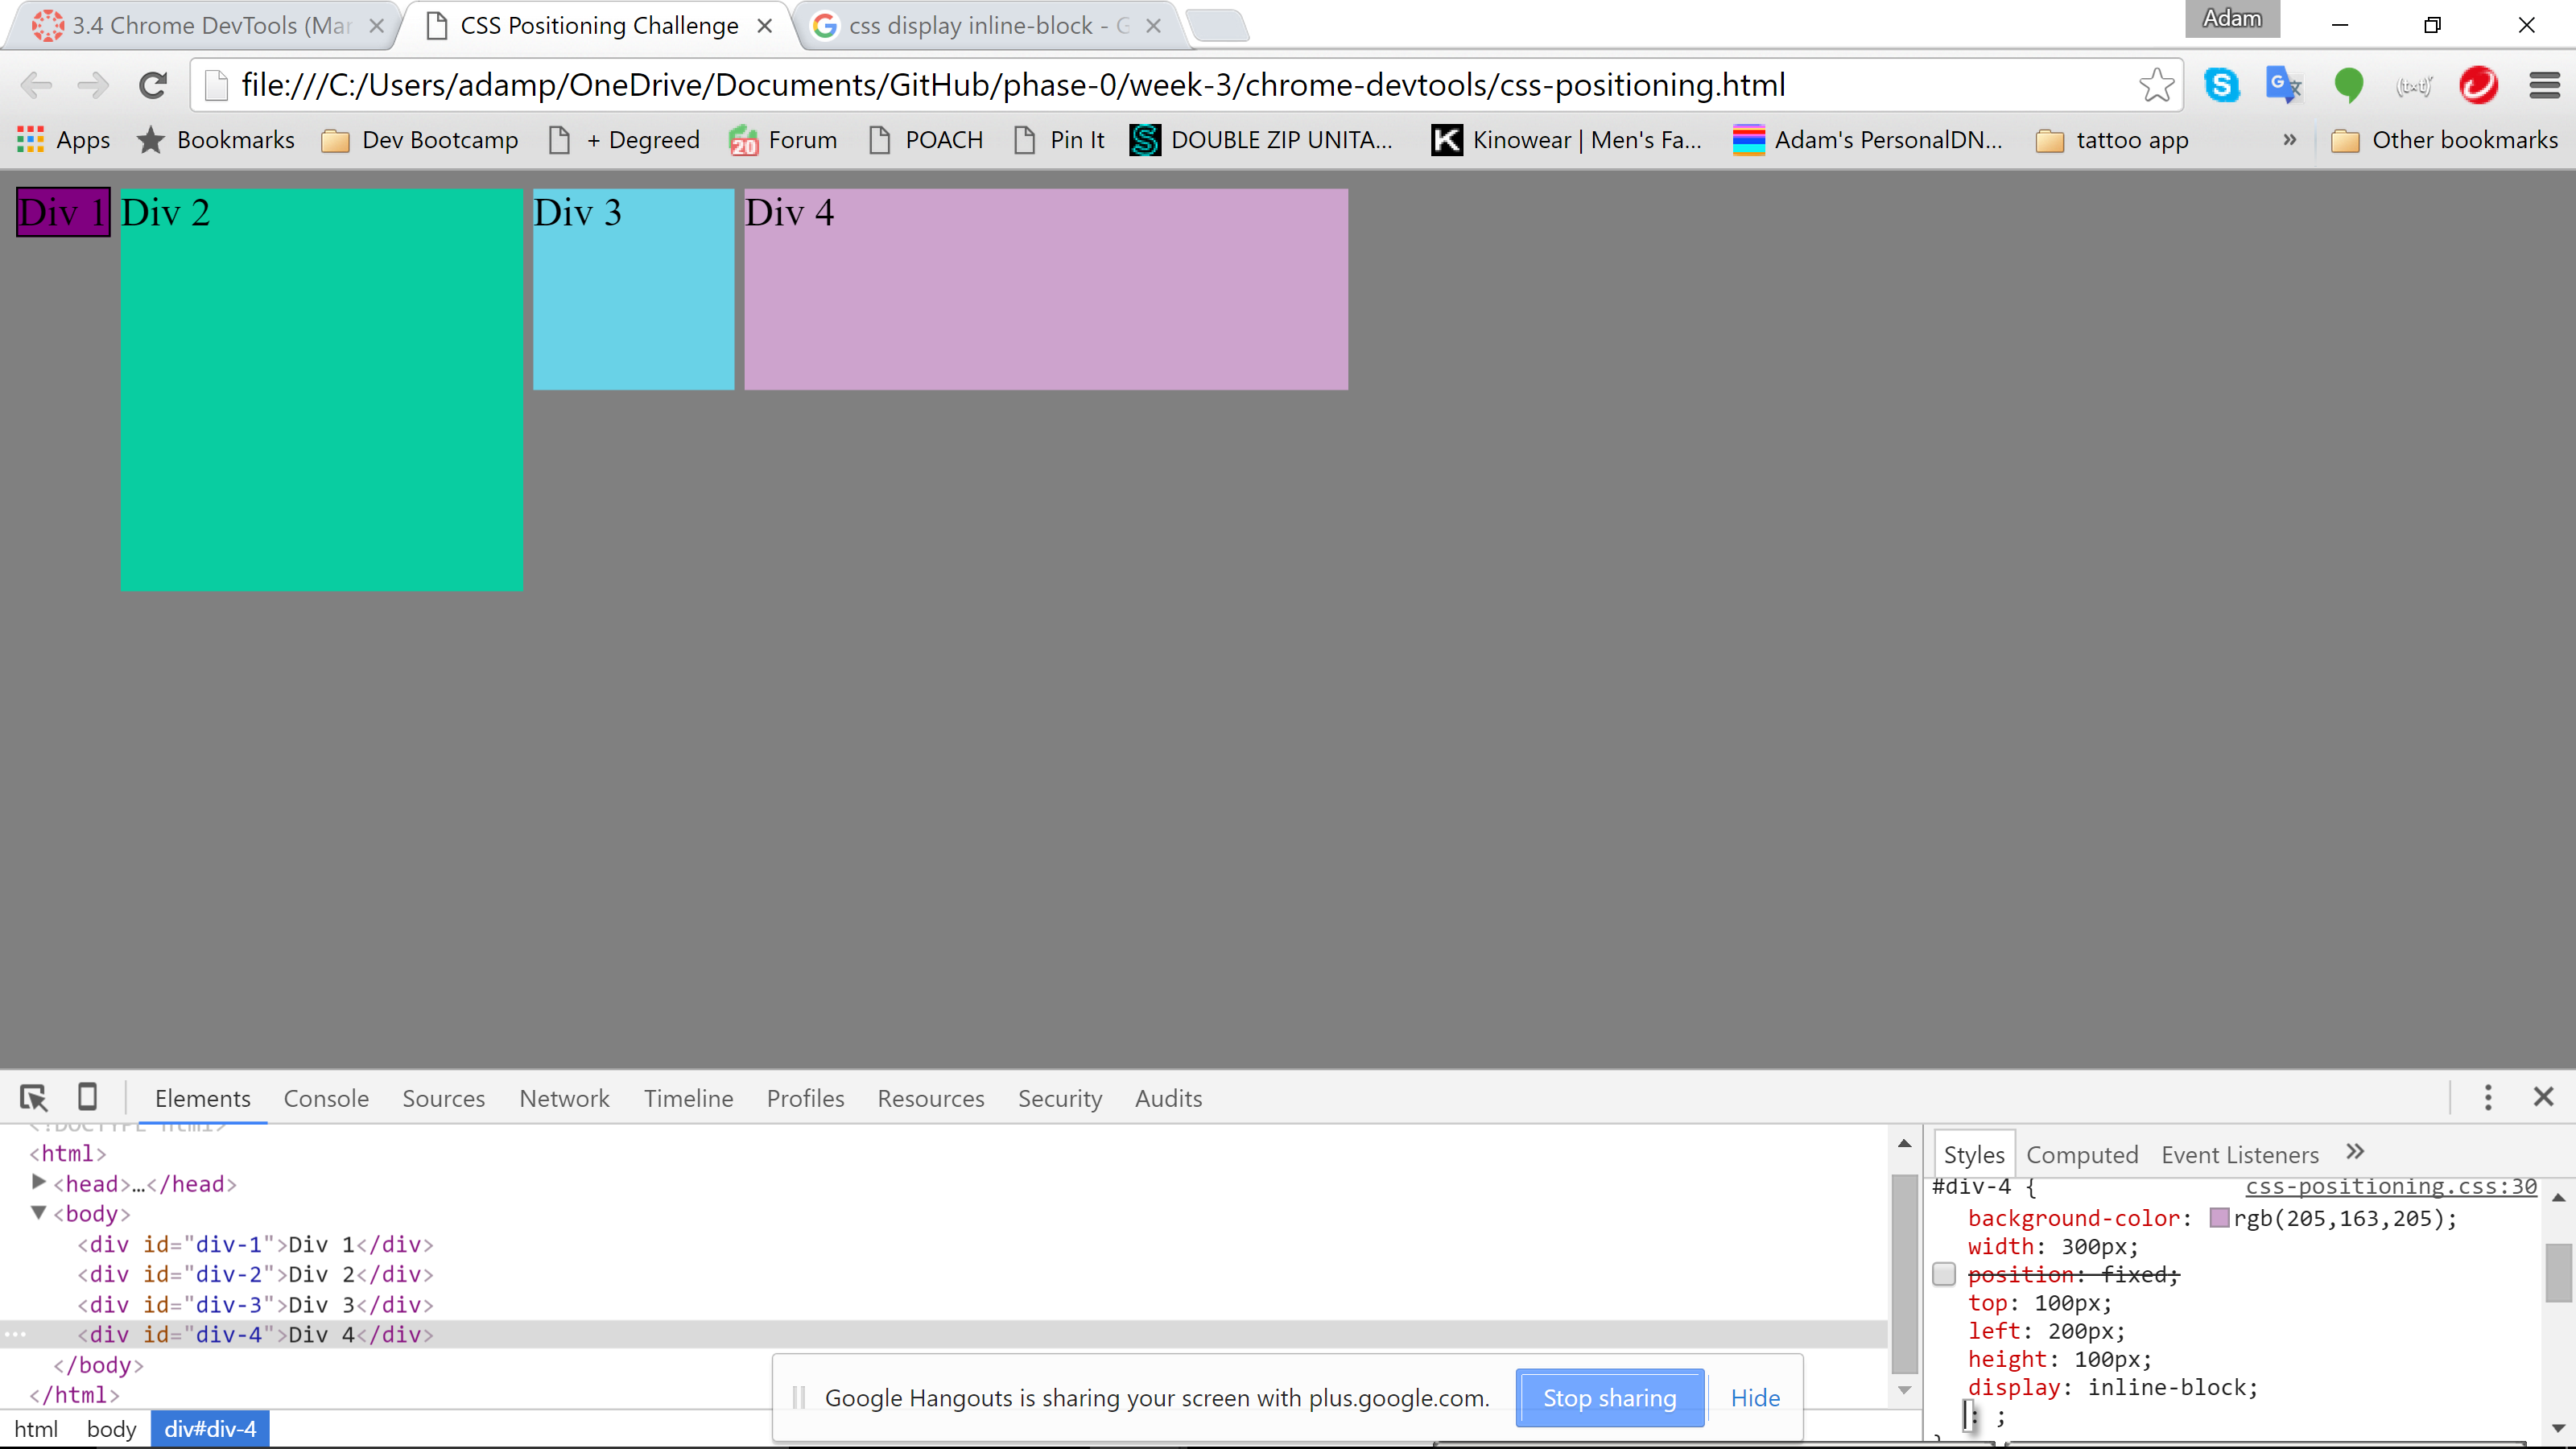 3.4 Chrome DevTools (Mar
CSS Positioning Challenge
css display inline-block - G
Adam
file:///C:/Users/adamp/OneDrive/Documents/GitHub/phase-0/week-3/chrome-devtools/css-positioning.html
Apps Bookmarks Dev Bootcamp + Degreed 20 Forum POACH Pin It DOUBLE ZIP UNITA... Kinowear | Men's Fa... Adam's PersonalDN... tattoo app » Other bookmarks
Div 1 Div 2 Div 3 Div 4
Elements Console Sources Network Timeline Profiles Resources Security Audits
<!DOCTYPE html>
<html>
<head>…</head>
<body>
<div id="div-1">Div 1</div>
<div id="div-2">Div 2</div>
<div id="div-3">Div 3</div>
<div id="div-4">Div 4</div>
</body>
</html>
html body div#div-4
Google Hangouts is sharing your screen with plus.google.com. Stop sharing Hide
Styles Computed Event Listeners »
#div-4 { css-positioning.css:30
background-color: rgb(205,163,205);
width: 300px;
position: fixed;
top: 100px;
left: 200px;
height: 100px;
display: inline-block;
: ;
}